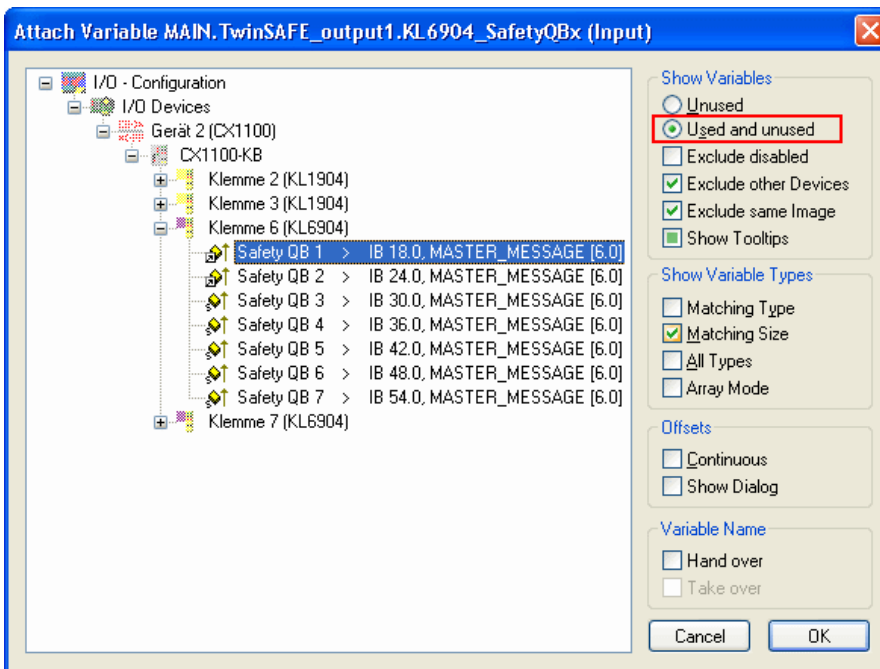 Attach Variable MAIN.TwinSAFE_output1.KL6904_SafetyQBx (Input)
I/O - Configuration
I/O Devices
Gerät 2 (CX1100)
CX1100-KB
Klemme 2 (KL1904)
Klemme 3 (KL1904)
Klemme 6 (KL6904)
Safety QB 1 > IB 18.0, MASTER_MESSAGE [6.0]
Safety QB 2 > IB 24.0, MASTER_MESSAGE [6.0]
Safety QB 3 > IB 30.0, MASTER_MESSAGE [6.0]
Safety QB 4 > IB 36.0, MASTER_MESSAGE [6.0]
Safety QB 5 > IB 42.0, MASTER_MESSAGE [6.0]
Safety QB 6 > IB 48.0, MASTER_MESSAGE [6.0]
Safety QB 7 > IB 54.0, MASTER_MESSAGE [6.0]
Klemme 7 (KL6904)
Show Variables
Unused
Used and unused
Exclude disabled
Exclude other Devices
Exclude same Image
Show Tooltips
Show Variable Types
Matching Type
Matching Size
All Types
Array Mode
Offsets
Continuous
Show Dialog
Variable Name
Hand over
Take over
Cancel
OK